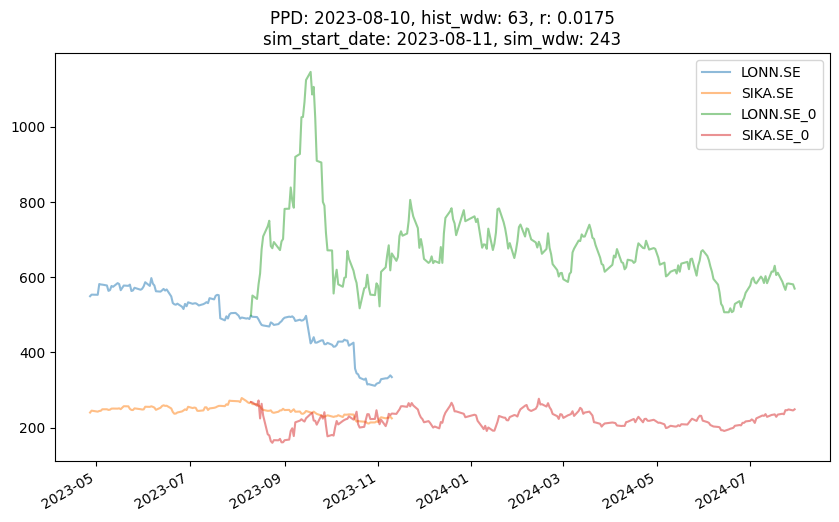 PPD: 2023-08-10, hist_wdw: 63, r: 0.0175
sim_start_date: 2023-08-11, sim_wdw: 243
LONN.SE
SIKA.SE
LONN.SE_0
SIKA.SE_0
1000
800
600
400
200
2023-05
2023-07
2023-09
2023-11
2024-01
2024-03
2024-05
2024-07